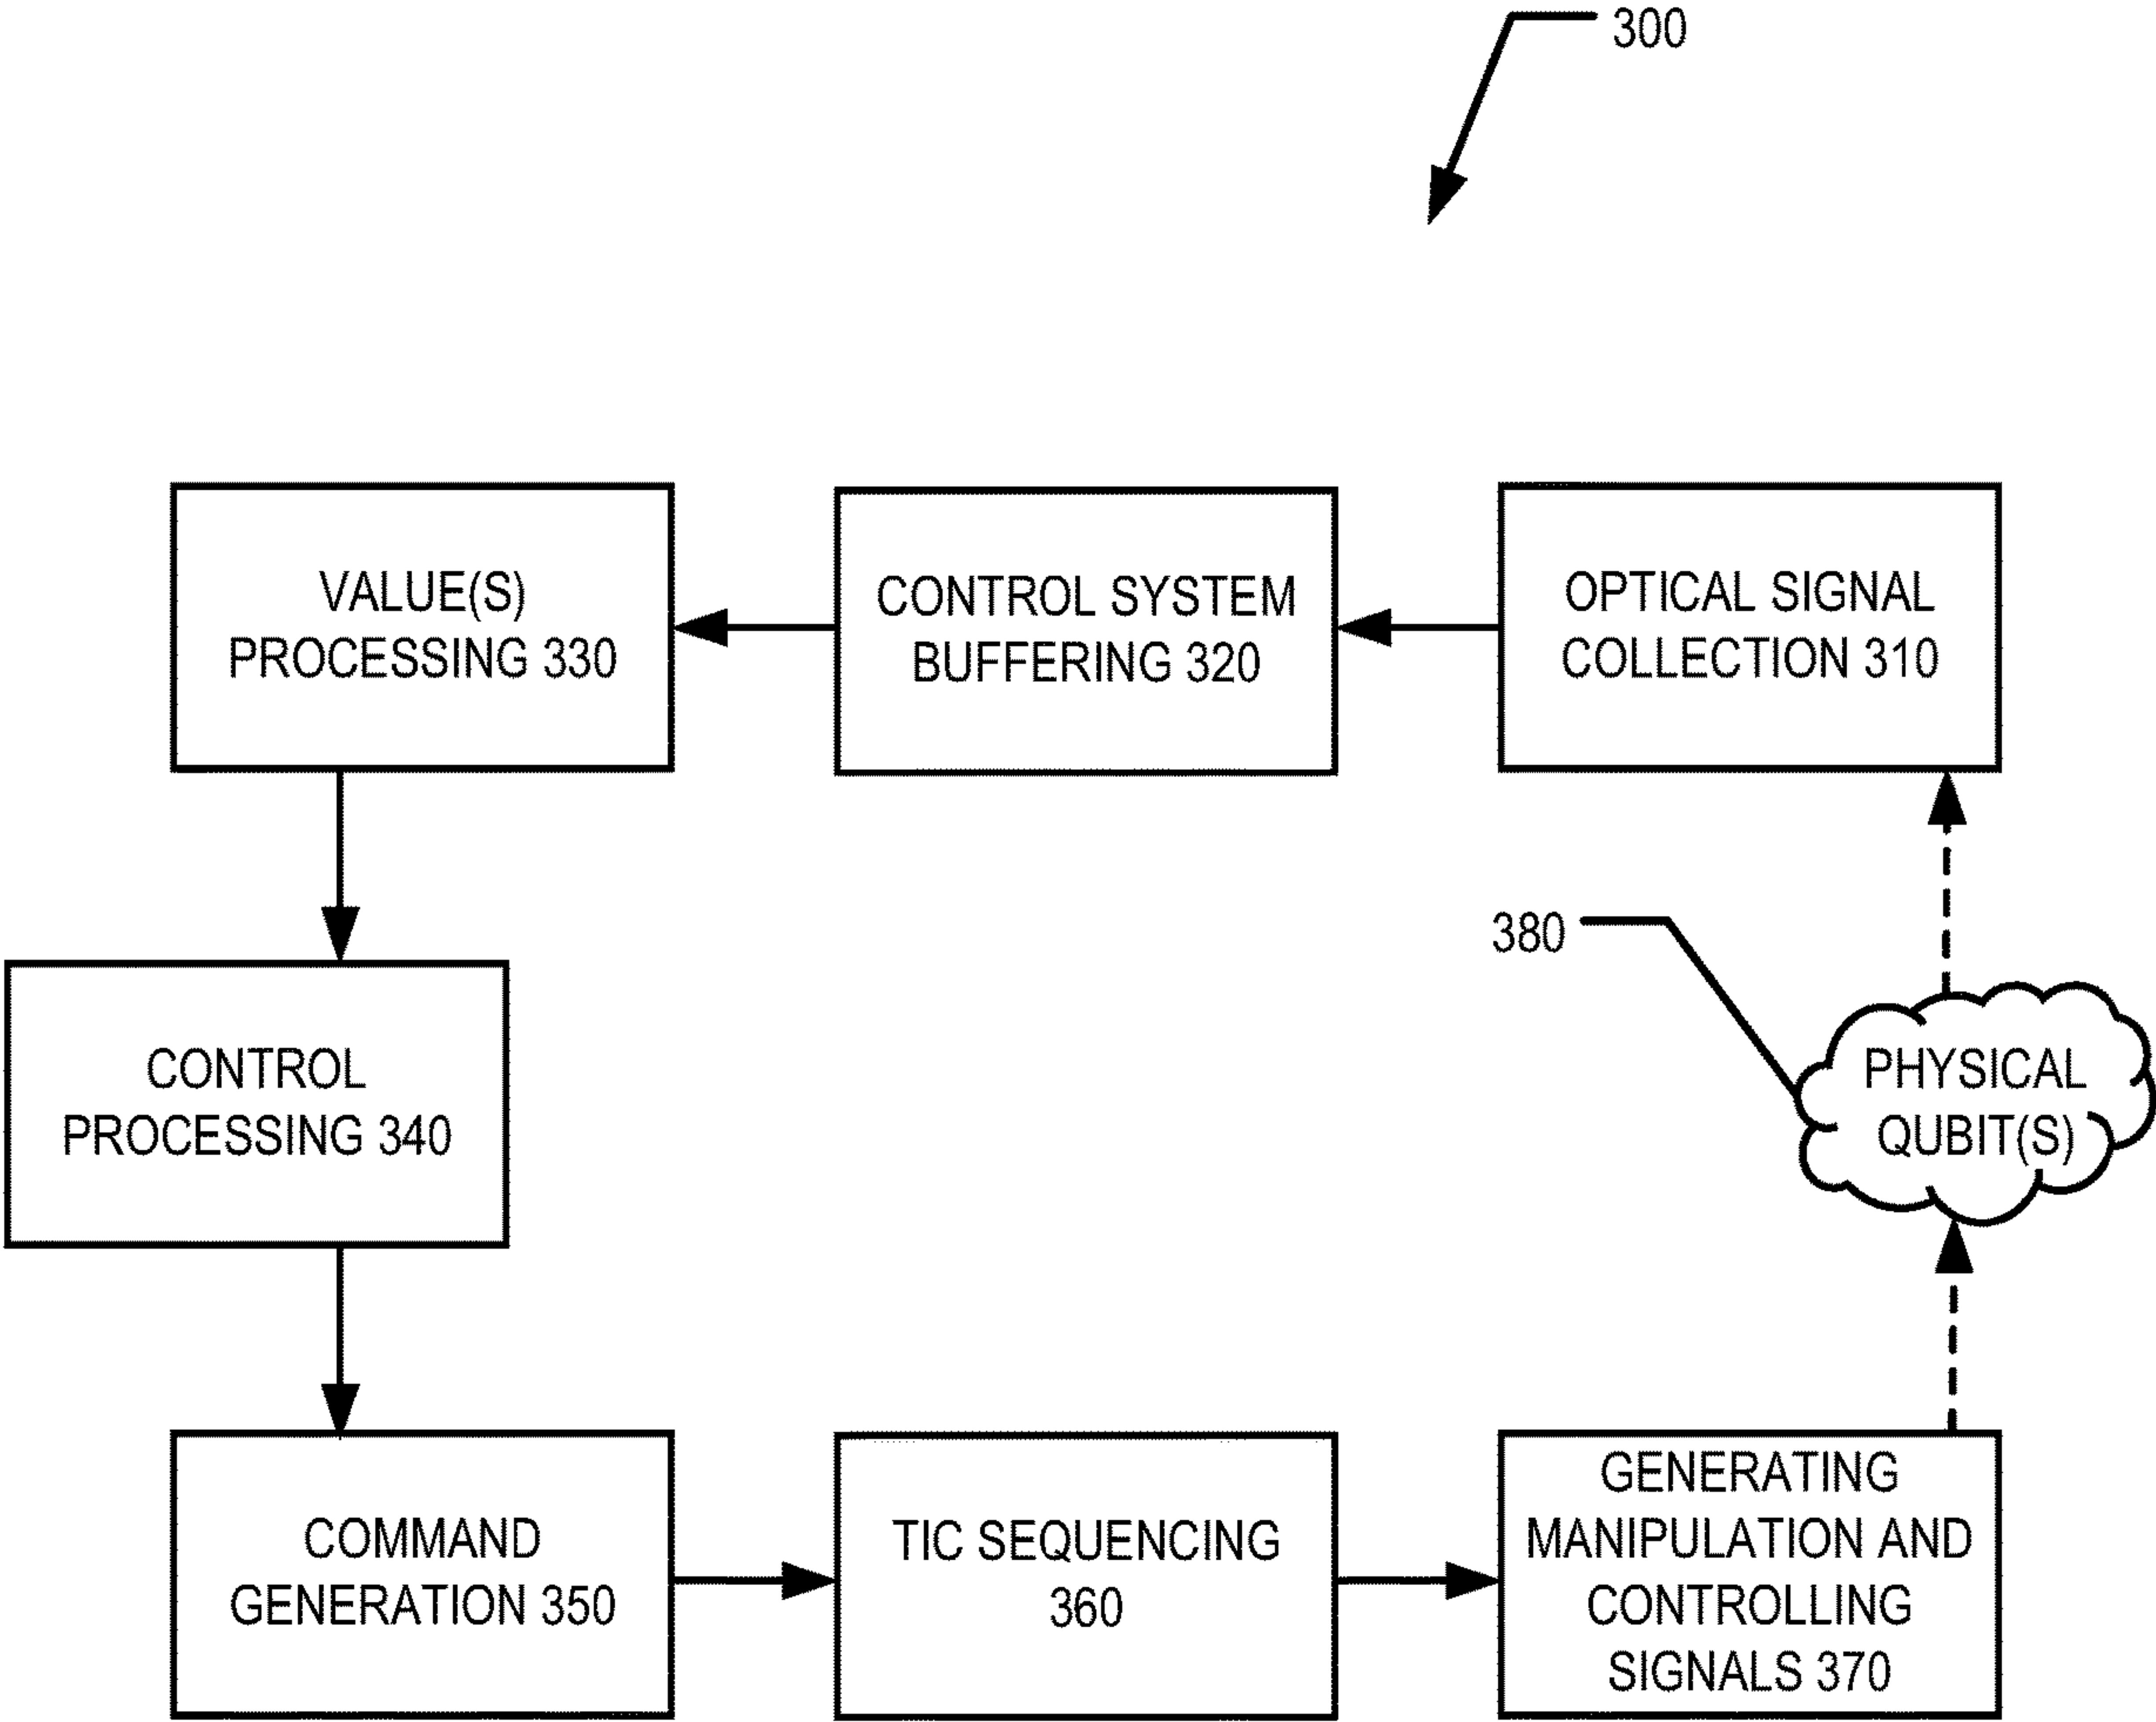 300
VALUE(S)
PROCESSING 330
CONTROL SYSTEM
BUFFERING 320
OPTICAL SIGNAL
COLLECTION 310
380
PHYSICAL
QUBIT(S)
CONTROL
PROCESSING 340
COMMAND
GENERATION 350
TIC SEQUENCING
360
GENERATING
MANIPULATION AND
CONTROLLING
SIGNALS 370